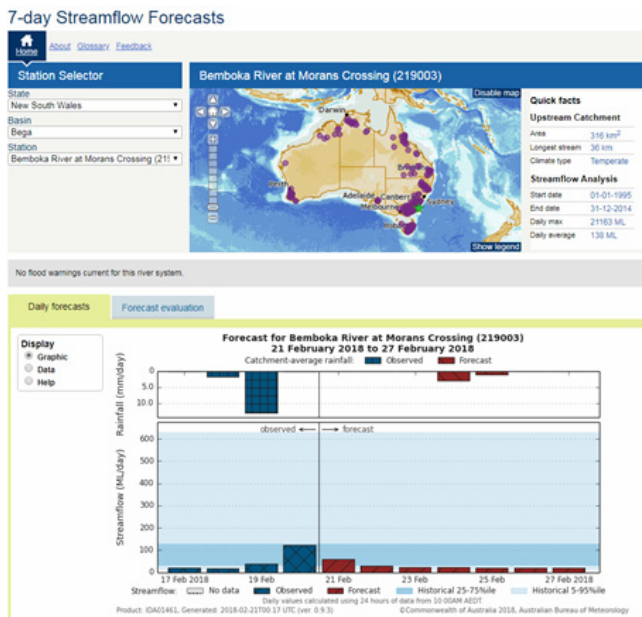 7-day Streamflow Forecasts
Home About Glossary Feedback
Station Selector
State
New South Wales
Basin
Bega
Station
Bemboka River at Morans Crossing (219
Bemboka River at Morans Crossing (219003)
Disable map
Darwin
Perth
Adelaide
Canberr
Sydney
Melbourne
Show legend
Quick facts
Upstream Catchment
Area 316 km²
Longest stream 36 km
Climate type Temperate
Streamflow Analysis
Start date 01-01-1995
End date 31-12-2014
Daily max 21163 ML
Daily average 138 ML
No flood warnings current for this river system.
Daily forecasts Forecast evaluation
Display
Graphic
Data
Help
Forecast for Bemboka River at Morans Crossing (219003)
21 February 2018 to 27 February 2018
Catchment-average rainfall: Observed Forecast
Rainfall (mm/day)
0
5.0
10.0
observed forecast
Streamflow (ML/day)
600
500
400
300
200
100
0
17 Feb 2018 19 Feb 21 Feb 23 Feb 25 Feb 27 Feb 2018
Streamflow: No data Observed Forecast Historical 25-75%ile Historical 5-95%ile
Daily values calculated using 24 hours of data from 10:00AM AEDT
Product: IDA01461, Generated: 2018-02-21T00:17 UTC (ver: 0.9.3) ©Commonwealth of Australia 2018, Australian Bureau of Meteorology